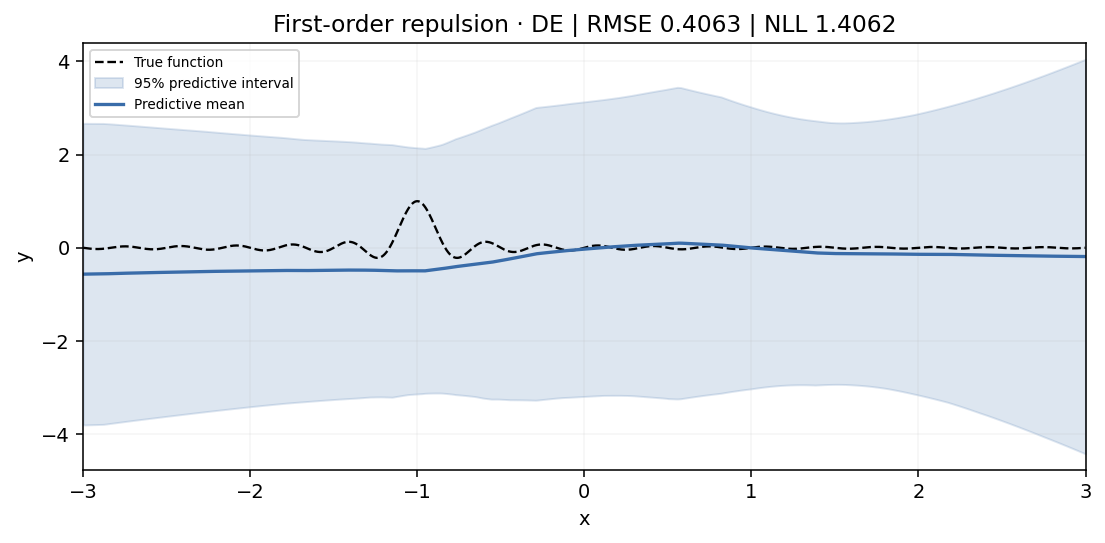 First-order repulsion · DE | RMSE 0.4063 | NLL 1.4062
True function
95% predictive interval
Predictive mean
y
4
2
0
−2
−4
−3
−2
−1
0
1
2
3
x